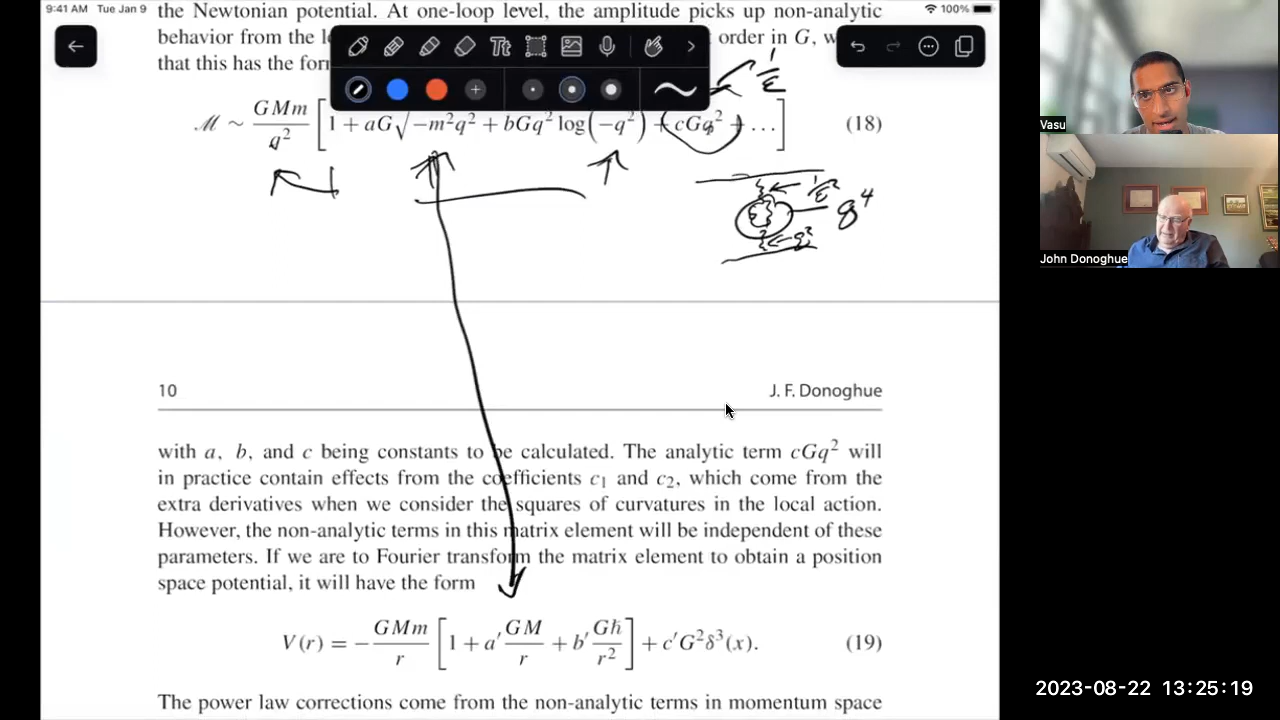 9:41 AM Tue Jan 9
100%
the Newtonian potential. At one-loop level, the amplitude picks up non-analytic
behavior from the order in G, w
that this has the for
Tt
1/ε
ℳ ∼ GMm/q² [1 + aG√−m²q² + bGq² log(−q²) + cGq² + ...] (18)
1/ε²
q⁴
q²
10 J. F. Donoghue
with a, b, and c being constants to be calculated. The analytic term cGq² will
in practice contain effects from the coefficients c₁ and c₂, which come from the
extra derivatives when we consider the squares of curvatures in the local action.
However, the non-analytic terms in this matrix element will be independent of these
parameters. If we are to Fourier transform the matrix element to obtain a position
space potential, it will have the form
V(r) = −GMm/r [1 + a′ GM/r + b′ Għ/r²] + c′G²δ³(x). (19)
The power law corrections come from the non-analytic terms in momentum space
Vasu
John Donoghue
2023-08-22 13:25:19